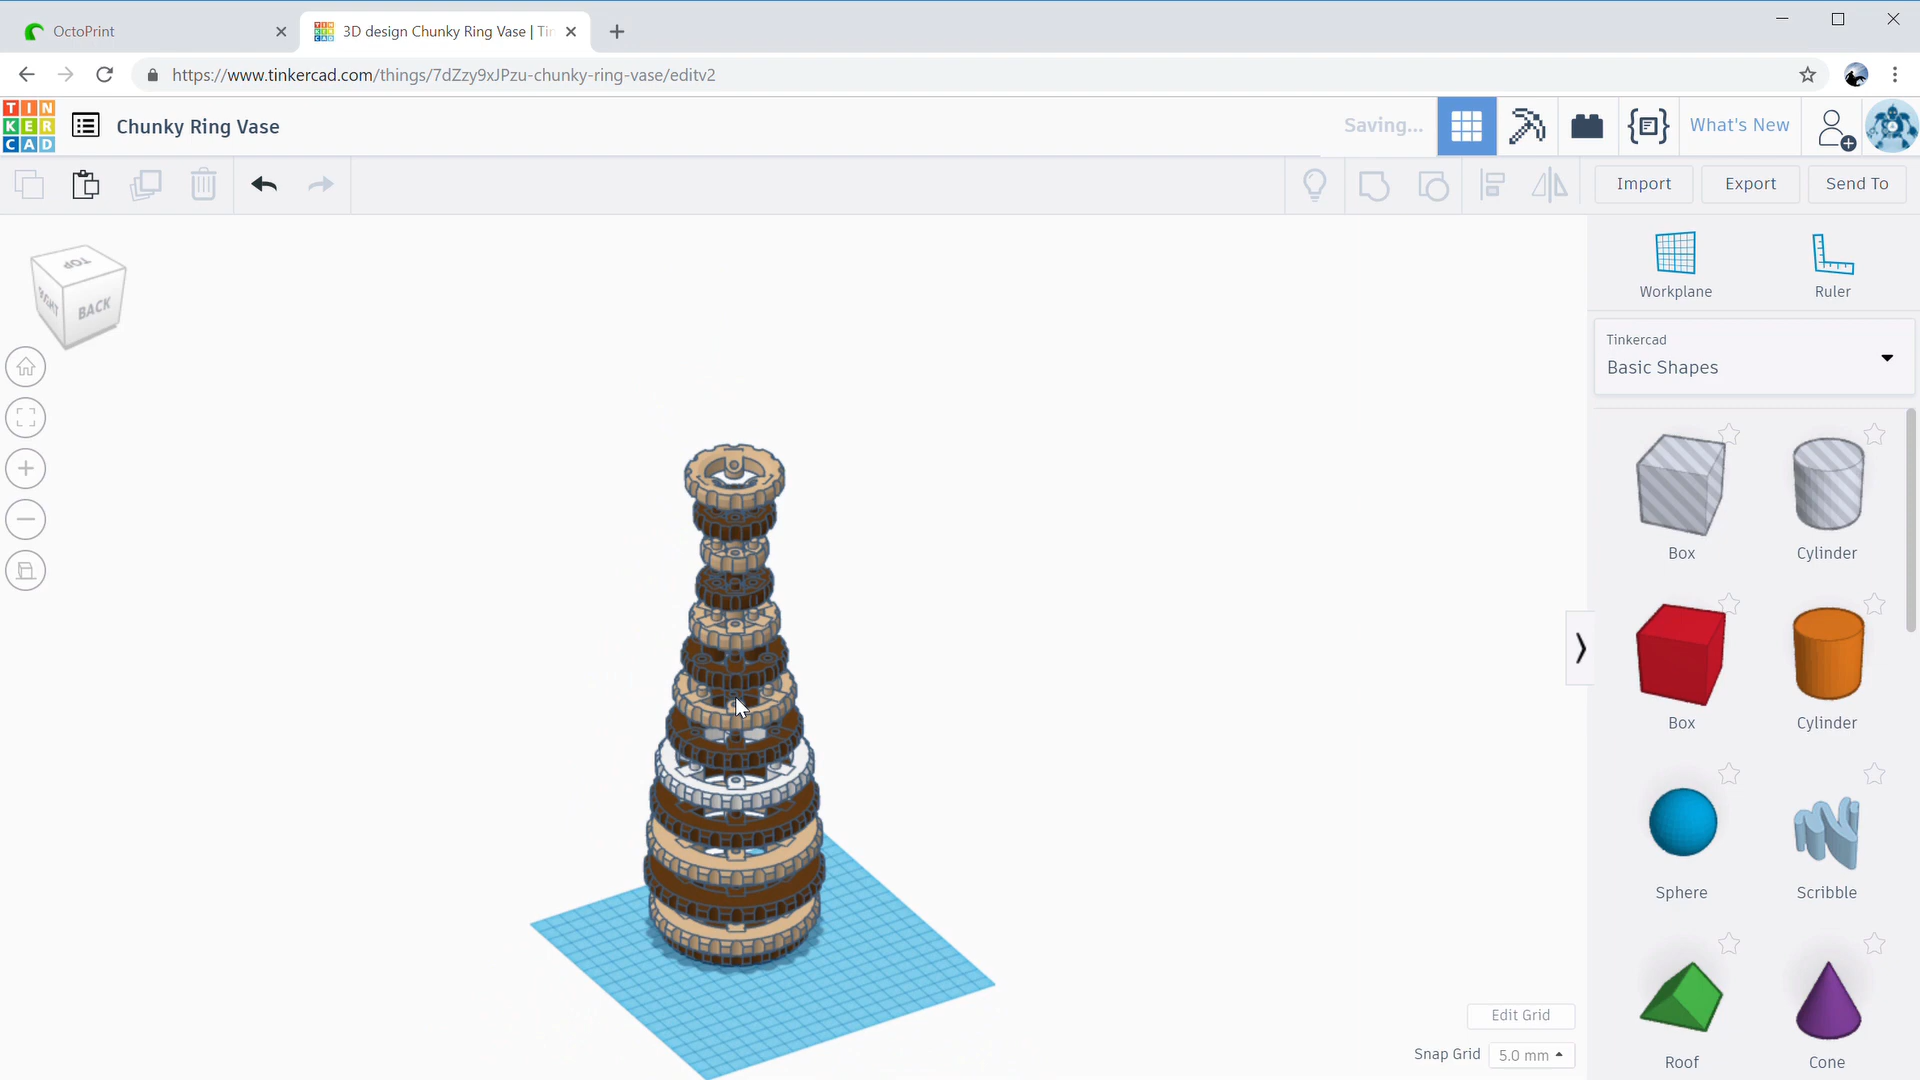 OctoPrint
3D design Chunky Ring Vase | Tin
https://www.tinkercad.com/things/7dZzy9xJPzu-chunky-ring-vase/editv2
TIN
KER
CAD
Chunky Ring Vase
Saving...
What's New
Import
Export
Send To
TOP
RIGHT
BACK
Workplane
Ruler
Tinkercad
Basic Shapes
Box
Cylinder
Box
Cylinder
Sphere
Scribble
Roof
Cone
Edit Grid
Snap Grid
5.0 mm